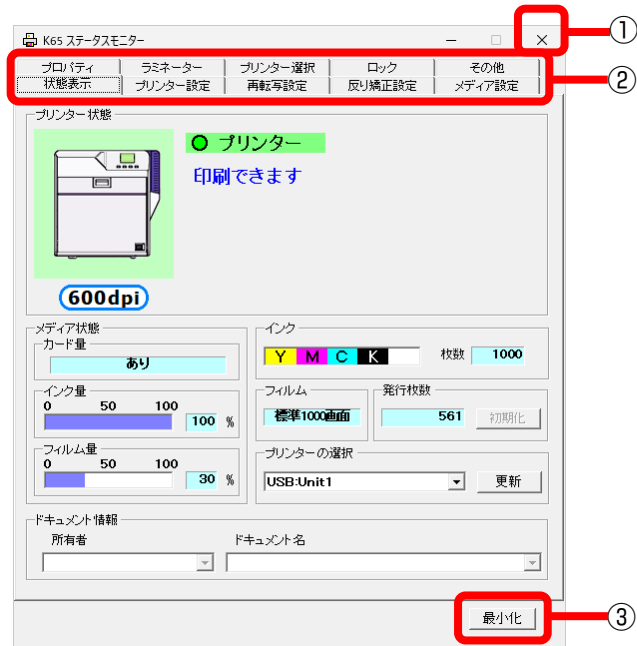 K65 ステータスモニター
①
プロパティ ラミネーター プリンター選択 ロック その他
状態表示 プリンター設定 再転写設定 反り矯正設定 メディア設定
②
プリンター状態
プリンター
印刷できます
600dpi
メディア状態
カード量
あり
インク
Y M C K 枚数 1000
インク量
0 50 100
100 %
フィルム
標準1000画面
発行枚数
561 初期化
フィルム量
0 50 100
30 %
プリンターの選択
USB:Unit1 更新
ドキュメント情報
所有者 ドキュメント名
最小化
③